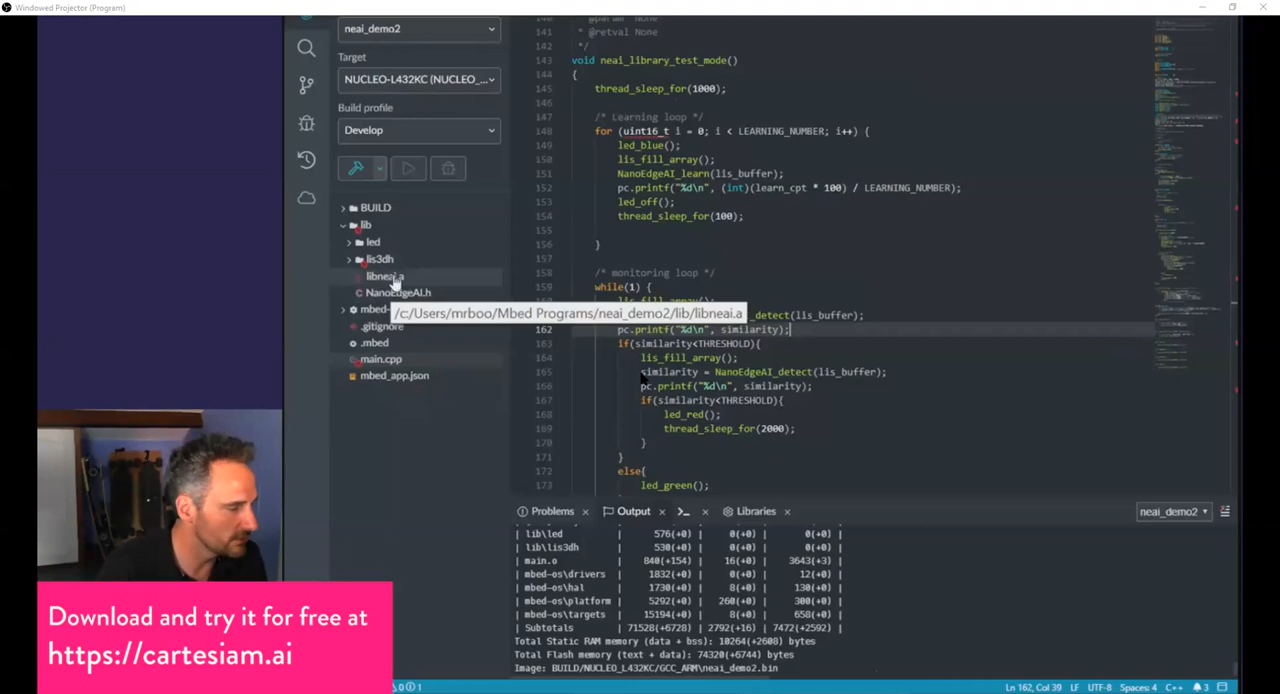 Windowed Projector (Program)
neai_demo2
Target
NUCLEO-L432KC (NUCLEO_...
Build profile
Develop
BUILD
lib
led
lis3dh
libneai.a
NanoEdgeAI.h
mbed-
.gitignore
.mbed
main.cpp
mbed_app.json
/c:/Users/mrboo/Mbed Programs/neai_demo2/lib/libneai.a
141 * @retval None
142 */
143 void neai_library_test_mode()
144 {
145 thread_sleep_for(1000);
146
147 /* Learning loop */
148 for (uint16_t i = 0; i < LEARNING_NUMBER; i++) {
149 led_blue();
150 lis_fill_array();
151 NanoEdgeAI_learn(lis_buffer);
152 pc.printf("%d\n", (int)(learn_cpt * 100) / LEARNING_NUMBER);
153 led_off();
154 thread_sleep_for(100);
155
156 }
157
158 /* monitoring loop */
159 while(1) {
_detect(lis_buffer);
162 pc.printf("%d\n", similarity);
163 if(similarity<THRESHOLD){
164 lis_fill_array();
165 similarity = NanoEdgeAI_detect(lis_buffer);
166 pc.printf("%d\n", similarity);
167 if(similarity<THRESHOLD){
168 led_red();
169 thread_sleep_for(2000);
170 }
171 }
172 else{
173 led_green();
Problems × Output × >_ × Libraries ×
neai_demo2
| lib\led | 576(+0) | 0(+0) | 0(+0) |
| lib\lis3dh | 530(+0) | 0(+0) | 0(+0) |
| main.o | 840(+154) | 16(+0) | 3643(+3) |
| mbed-os\drivers | 1832(+0) | 0(+0) | 12(+0) |
| mbed-os\hal | 1730(+0) | 8(+0) | 130(+0) |
| mbed-os\platform | 5292(+0) | 260(+0) | 300(+0) |
| mbed-os\targets | 15194(+0) | 8(+0) | 658(+0) |
| Subtotals | 71528(+6728) | 2792(+16) | 7472(+2592) |
Total Static RAM memory (data + bss): 10264(+2608) bytes
Total Flash memory (text + data): 74320(+6744) bytes
Image: BUILD/NUCLEO_L432KC/GCC_ARM\neai_demo2.bin
Download and try it for free at
https://cartesiam.ai
0 1
Ln 162, Col 39 LF UTF-8 Spaces: 4 C++ 3